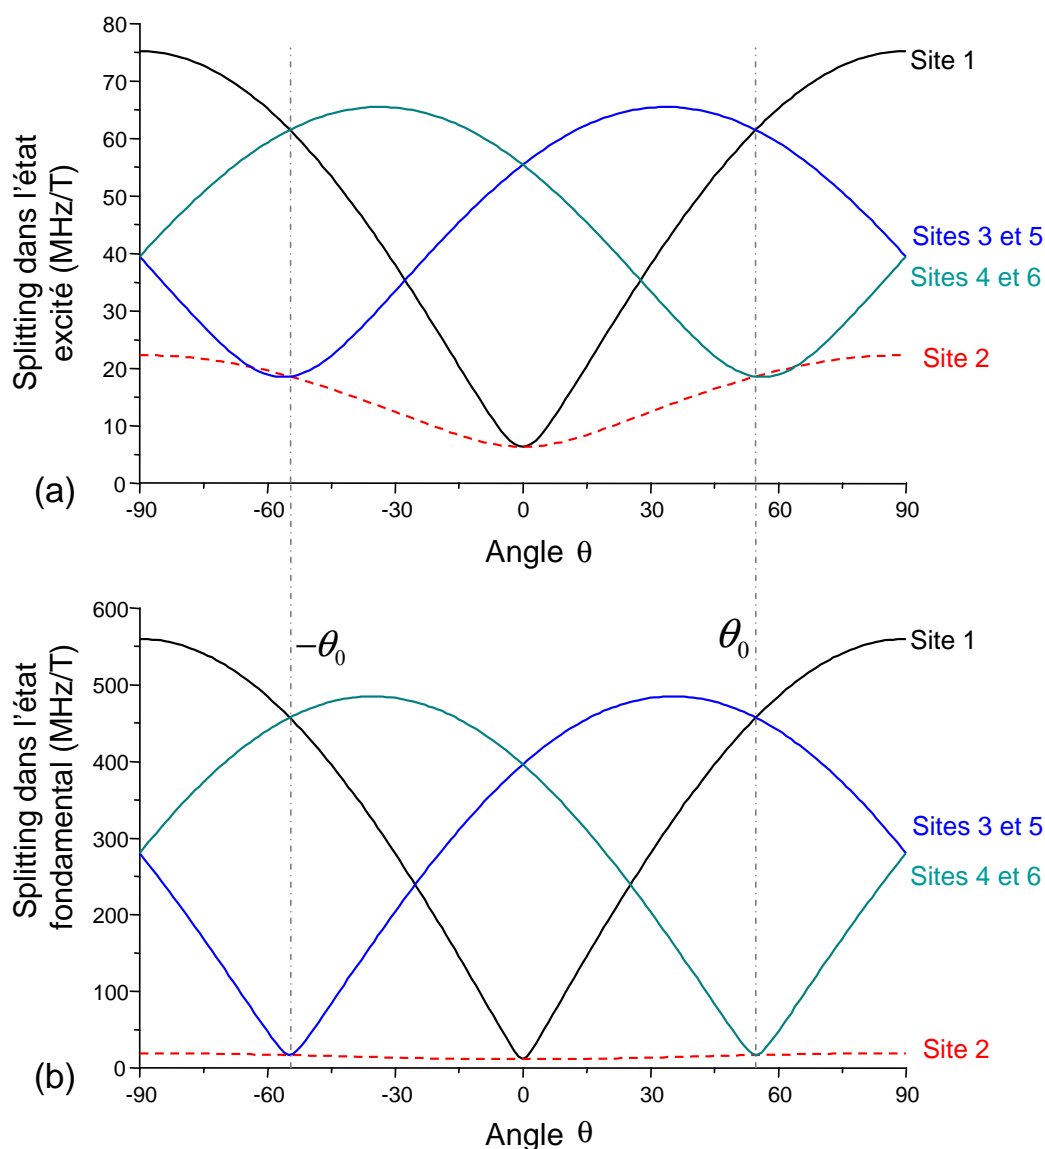 80
70
60
50
40
30
20
10
0
Splitting dans l'état
excité (MHz/T)
Site 1
Sites 3 et 5
Sites 4 et 6
Site 2
(a)
-90 -60 -30 0 30 60 90
Angle θ
600
500
400
300
200
100
0
Splitting dans l'état
fondamental (MHz/T)
−θ₀ θ₀
Site 1
Sites 3 et 5
Sites 4 et 6
Site 2
(b)
-90 -60 -30 0 30 60 90
Angle θ